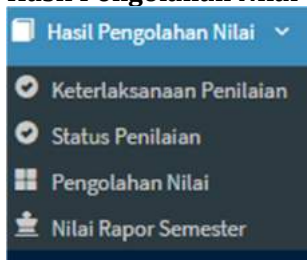 Hasil Pengolahan Nilai
Keterlaksanaan Penilaian
Status Penilaian
Pengolahan Nilai
Nilai Rapor Semester